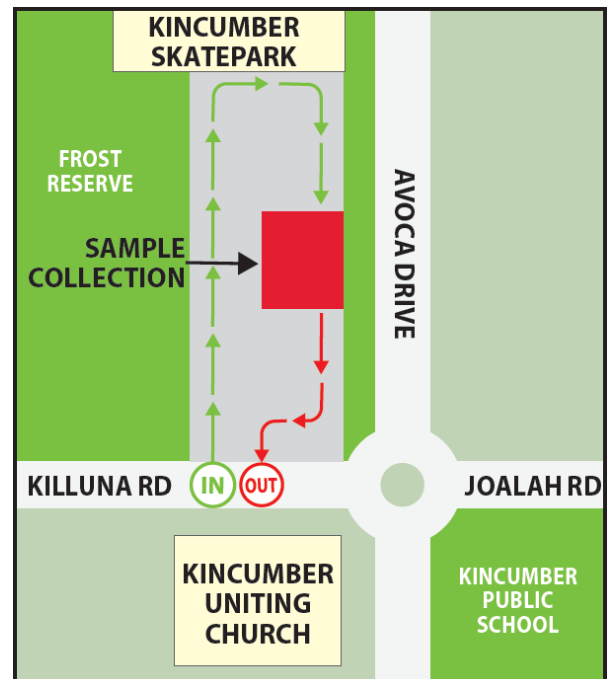 KINCUMBER
SKATEPARK
FROST
RESERVE
AVOCA DRIVE
SAMPLE
COLLECTION
KILLUNA RD
IN
OUT
JOALAH RD
KINCUMBER
UNITING
CHURCH
KINCUMBER
PUBLIC
SCHOOL